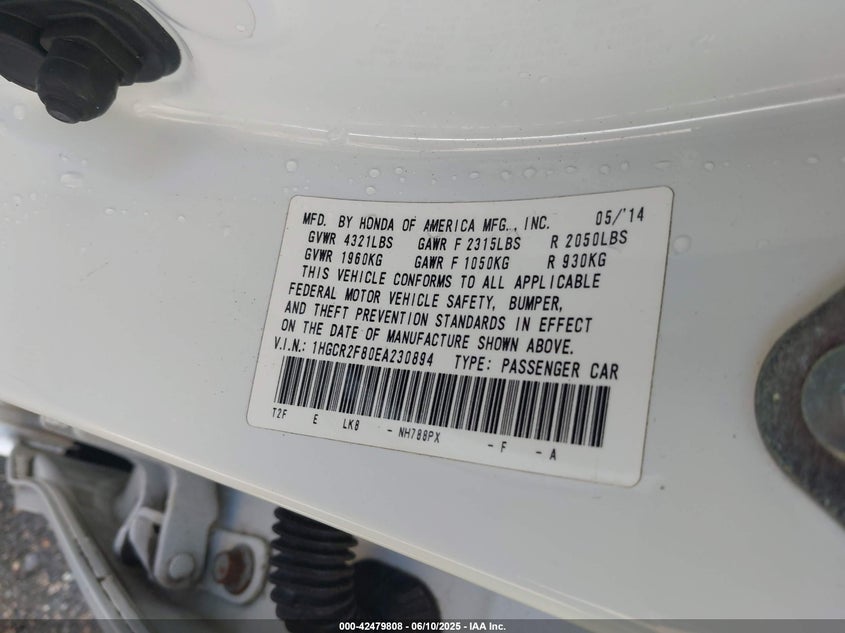 MFD. BY HONDA OF AMERICA MFG., INC. 05/'14
GVWR 4321LBS GAWR F 2315LBS R 2050LBS
GVWR 1960KG GAWR F 1050KG R 930KG
THIS VEHICLE CONFORMS TO ALL APPLICABLE
FEDERAL MOTOR VEHICLE SAFETY, BUMPER,
AND THEFT PREVENTION STANDARDS IN EFFECT
ON THE DATE OF MANUFACTURE SHOWN ABOVE.
V.I.N.: 1HGCR2F80EA230894 TYPE: PASSENGER CAR
T2F E LK8 - NH788PX - F - A
000-42479808 - 06/10/2025 - IAA Inc.